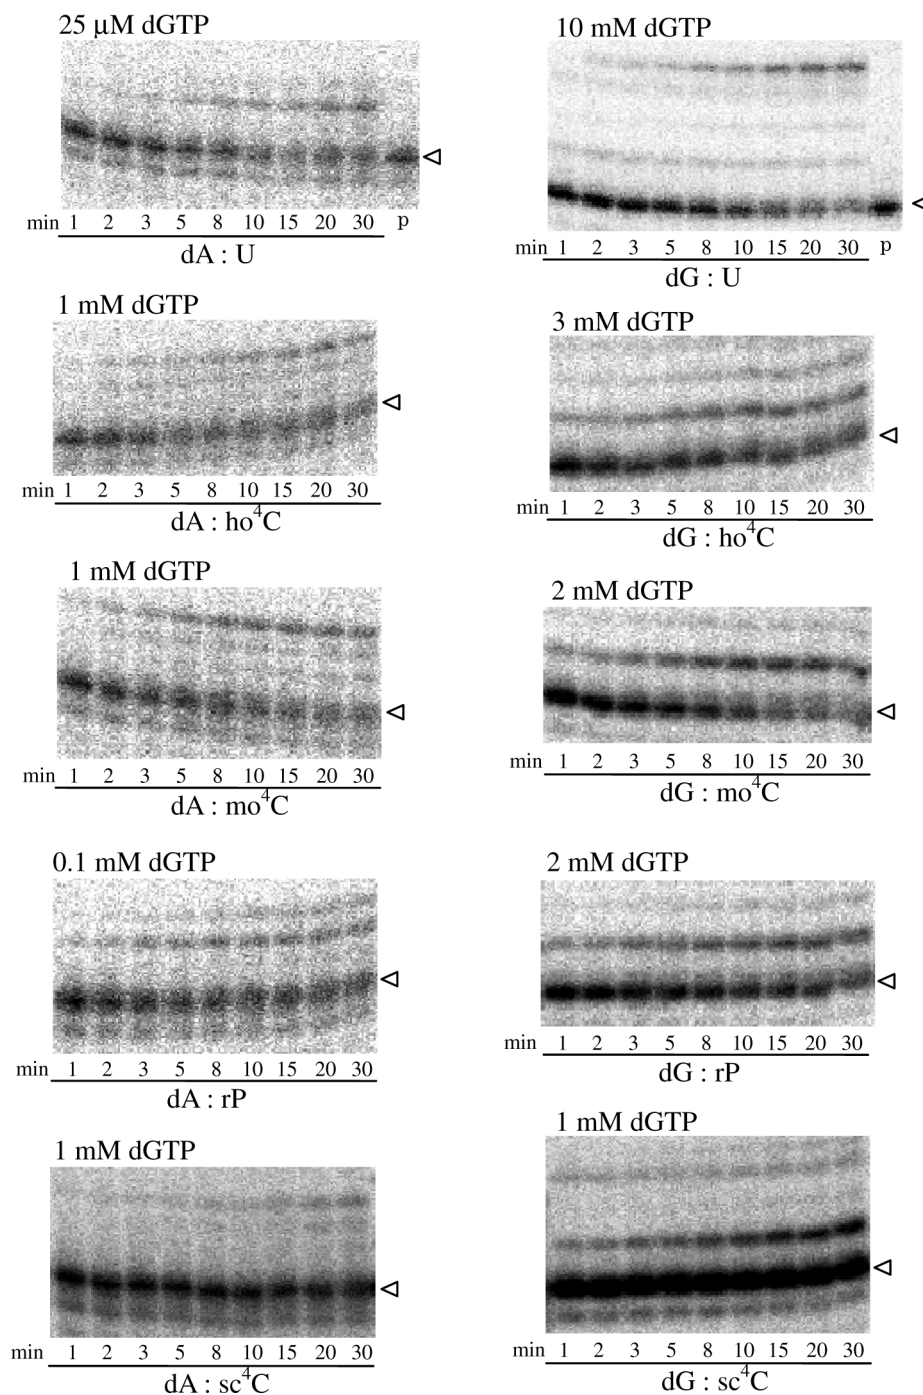 25 μM dGTP
min 1 2 3 5 8 10 15 20 30 p
dA : U
10 mM dGTP
min 1 2 3 5 8 10 15 20 30 p
dG : U
1 mM dGTP
min 1 2 3 5 8 10 15 20 30
dA : ho⁴C
3 mM dGTP
min 1 2 3 5 8 10 15 20 30
dG : ho⁴C
1 mM dGTP
min 1 2 3 5 8 10 15 20 30
dA : mo⁴C
2 mM dGTP
min 1 2 3 5 8 10 15 20 30
dG : mo⁴C
0.1 mM dGTP
min 1 2 3 5 8 10 15 20 30
dA : rP
2 mM dGTP
min 1 2 3 5 8 10 15 20 30
dG : rP
1 mM dGTP
min 1 2 3 5 8 10 15 20 30
dA : sc⁴C
1 mM dGTP
min 1 2 3 5 8 10 15 20 30
dG : sc⁴C